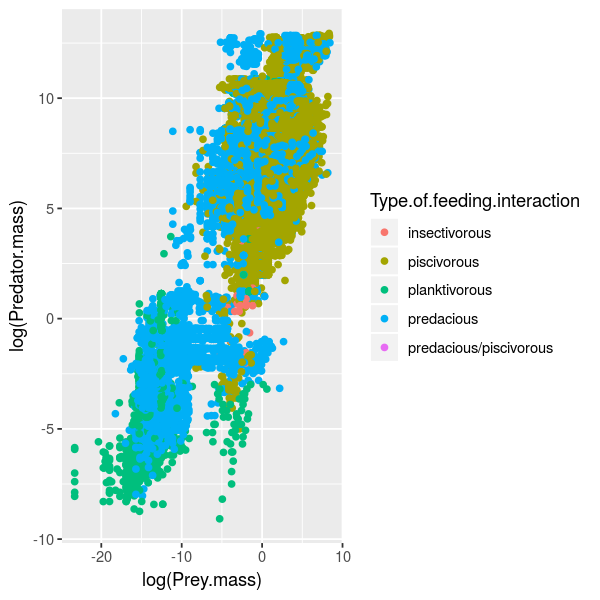 10
5
0
-5
-10
-20
-10
0
10
log(Prey.mass)
log(Predator.mass)
Type.of.feeding.interaction
insectivorous
piscivorous
planktivorous
predacious
predacious/piscivorous